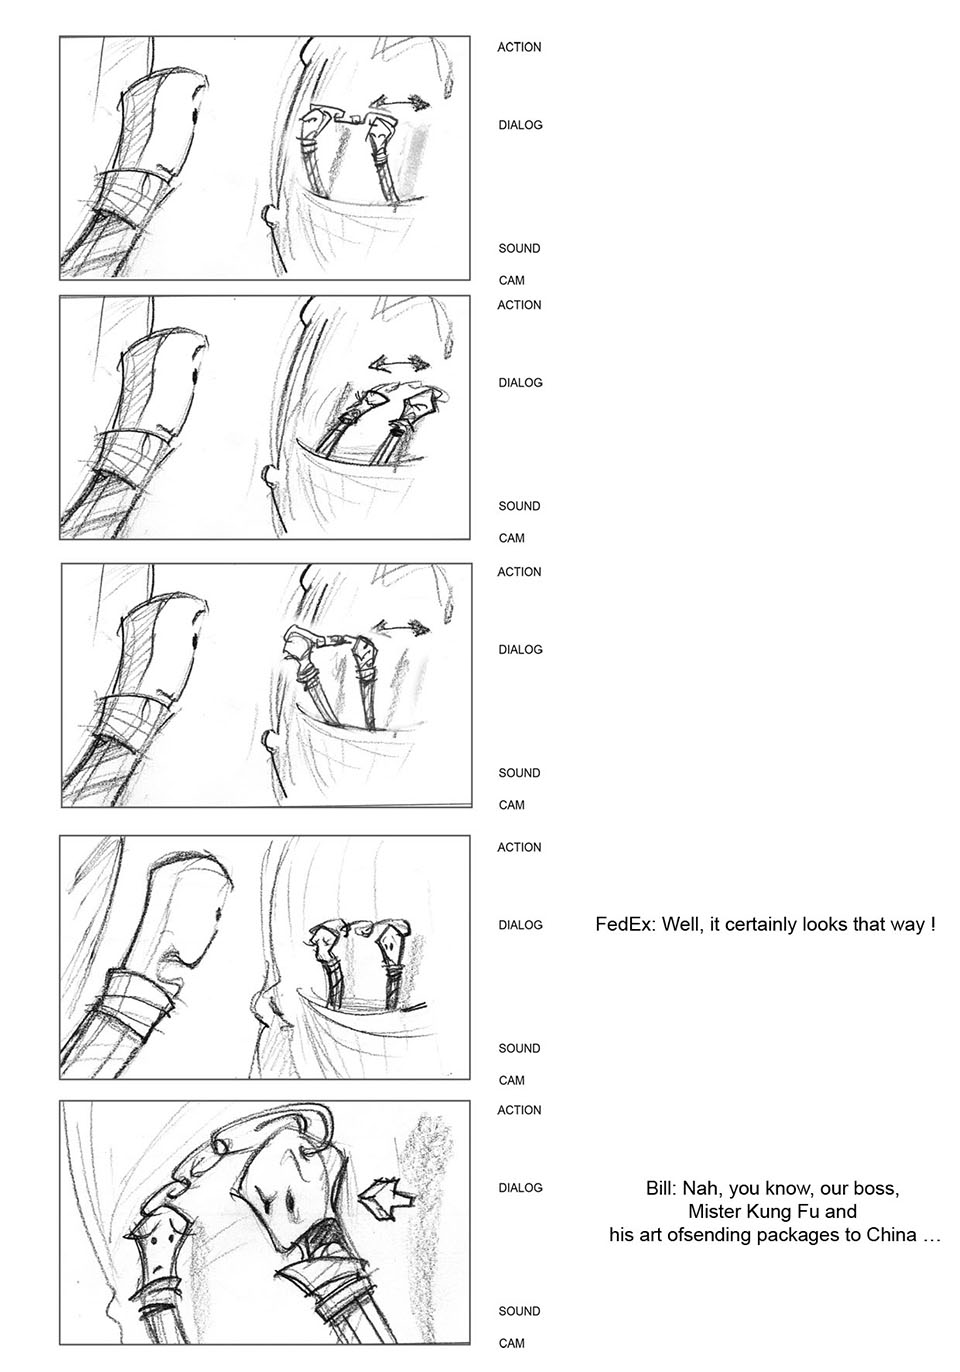 ACTION
DIALOG
SOUND
CAM
ACTION
DIALOG
SOUND
CAM
ACTION
DIALOG
SOUND
CAM
ACTION
DIALOG
FedEx: Well, it certainly looks that way !
SOUND
CAM
ACTION
DIALOG
Bill: Nah, you know, our boss,
Mister Kung Fu and
his art ofsending packages to China ...
SOUND
CAM